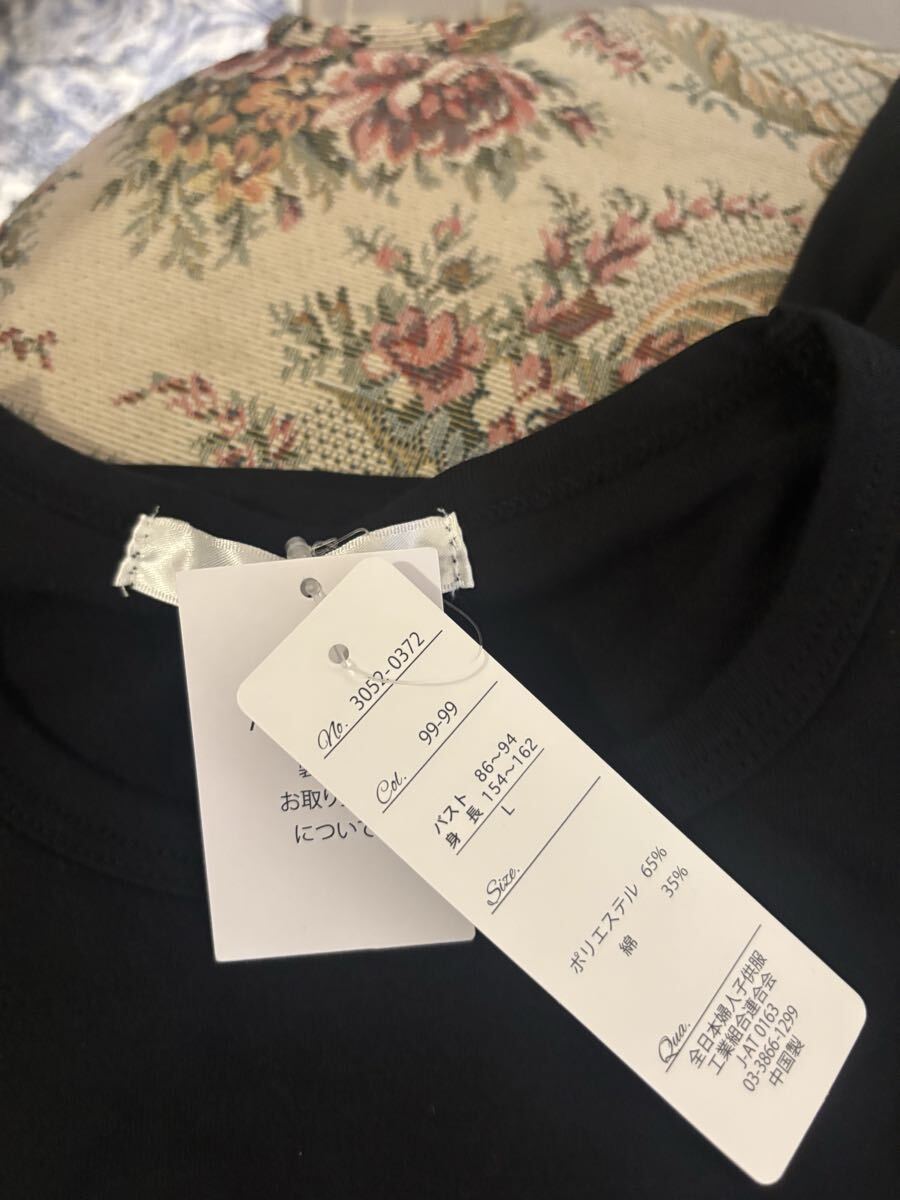 No. 3052-0372
Col. 99-99
バスト 86～94
身長 154～162
L
Size.
ポリエステル 65%
綿 35%
Qua.
全日本婦人子供服
工業組合連合会
J-AT 0163
03-3866-1299
中国製
お取り
について